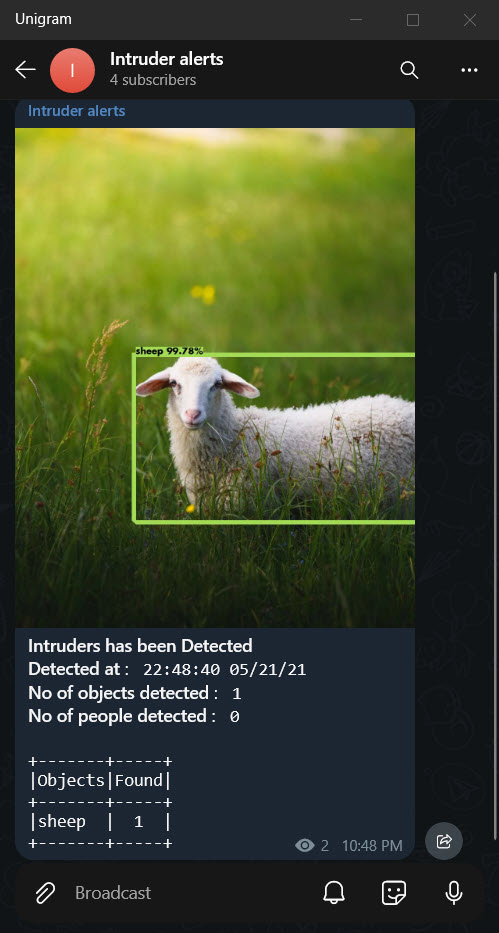 Unigram
I
Intruder alerts
4 subscribers
Intruder alerts
sheep 99.78%
Intruders has been Detected
Detected at : 22:48:40 05/21/21
No of objects detected : 1
No of people detected : 0
+-------+-----+
|Objects|Found|
+-------+-----+
|sheep  |  1  |
+-------+-----+
2 10:48 PM
Broadcast